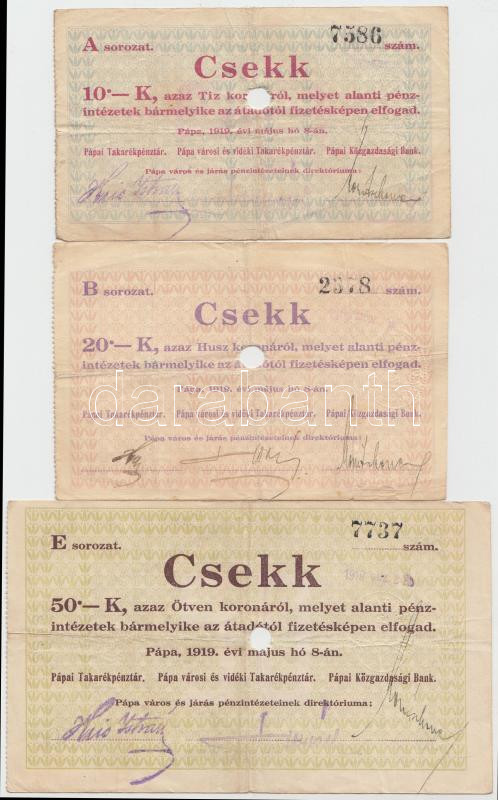 A sorozat. 7586 szám.
Csekk
10·— K, azaz Tiz koronáról, melyet alanti pénz-
intézetek bármelyike az átadótól fizetésképen elfogad.
Pápa, 1919. évi május hó 8-án.
Pápai Takarékpénztár. Pápa városi és vidéki Takarékpénztár. Pápai Közgazdasági Bank.
Pápa város és járás pénzintézeteinek direktóriuma:
B sorozat. 2378 szám.
Csekk
20·— K, azaz Husz koronáról, melyet alanti pénz-
intézetek bármelyike az átadótól fizetésképen elfogad.
Pápa, 1919. évi május hó 8-án.
darabanth
Pápai Takarékpénztár. Pápa városi és vidéki Takarékpénztár. Pápai Közgazdasági Bank.
Pápa város és járás pénzintézeteinek direktóriuma:
E sorozat. 7737 szám.
Csekk
50·— K, azaz Ötven koronáról, melyet alanti pénz-
intézetek bármelyike az átadótól fizetésképen elfogad.
Pápa, 1919. évi május hó 8-án.
Pápai Takarékpénztár. Pápa városi és vidéki Takarékpénztár. Pápai Közgazdasági Bank.
Pápa város és járás pénzintézeteinek direktóriuma: